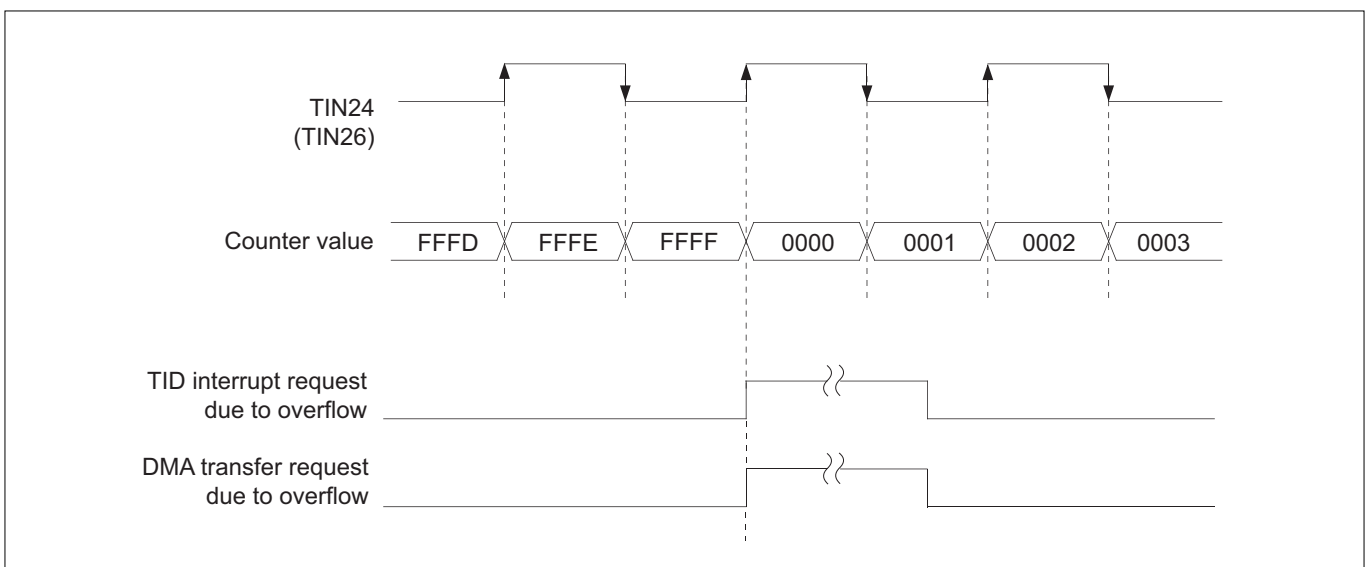 TIN24
(TIN26)
Counter value FFFD FFFE FFFF 0000 0001 0002 0003
TID interrupt request
due to overflow
DMA transfer request
due to overflow